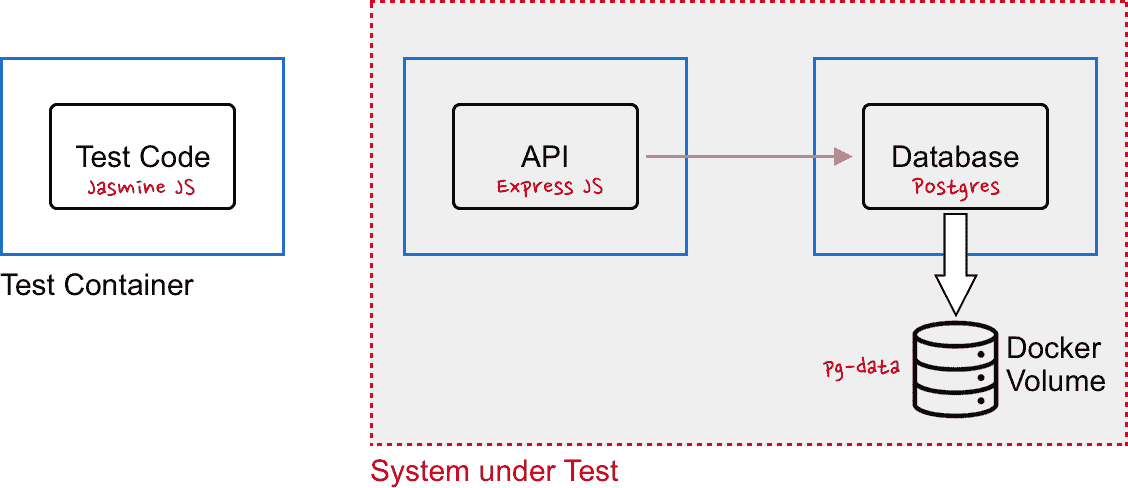 Test Code
Jasmine JS
Test Container
API
Express JS
Database
Postgres
pg-data
Docker
Volume
System under Test